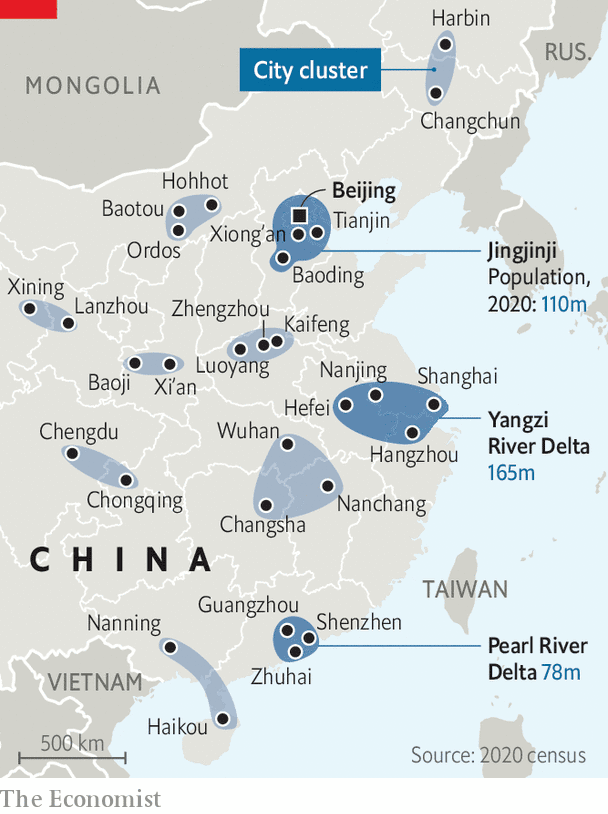 Harbin
RUS.
City cluster
MONGOLIA
Changchun
Hohhot
Beijing
Baotou
Tianjin
Xiong'an
Ordos
Jingjinji
Population,
2020: 110m
Baoding
Xining
Lanzhou
Zhengzhou
Kaifeng
Luoyang
Nanjing
Shanghai
Baoji
Xi'an
Hefei
Yangzi
River Delta
165m
Wuhan
Chengdu
Hangzhou
Chongqing
Nanchang
Changsha
CHINA
TAIWAN
Guangzhou
Shenzhen
Nanning
Pearl River
Delta 78m
Zhuhai
VIETNAM
Haikou
500 km
Source: 2020 census
The Economist